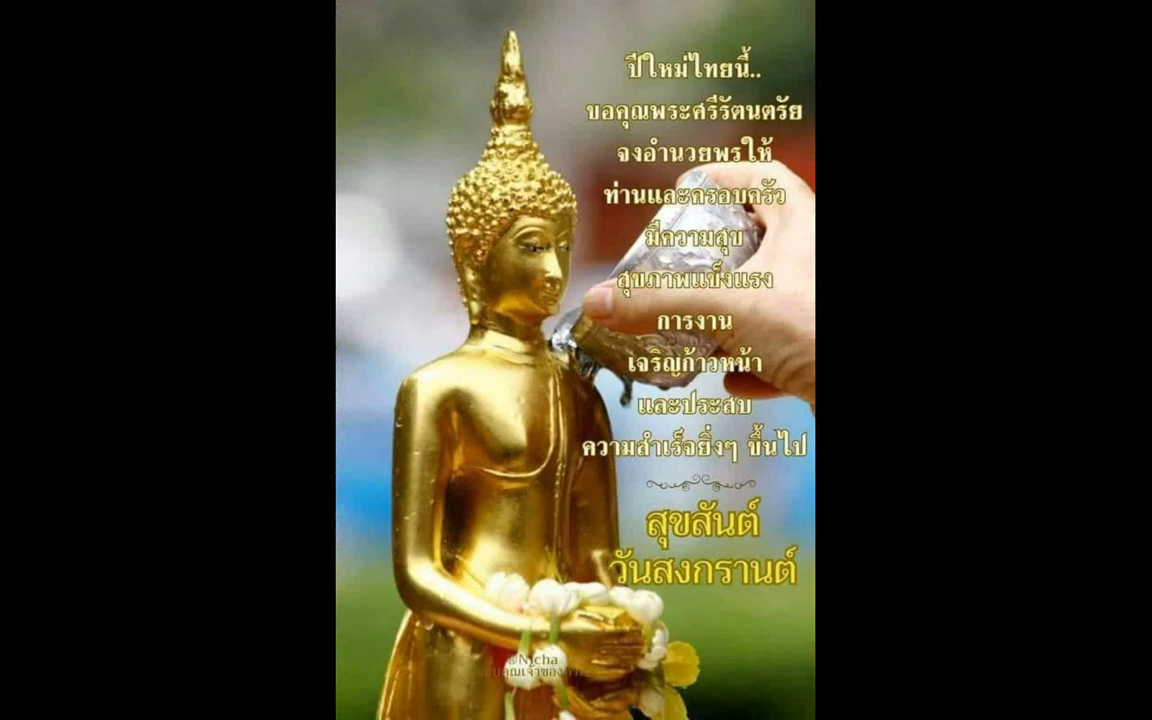 ปีใหม่ไทยนี้..
ขอคุณพระศรีรัตนตรัย
จงอำนวยพรให้
ท่านและครอบครัว
มีความสุข
สุขภาพแข็งแรง
การงาน
เจริญก้าวหน้า
และประสบ
ความสำเร็จยิ่งๆ ขึ้นไป
สุขสันต์
วันสงกรานต์
@Nicha